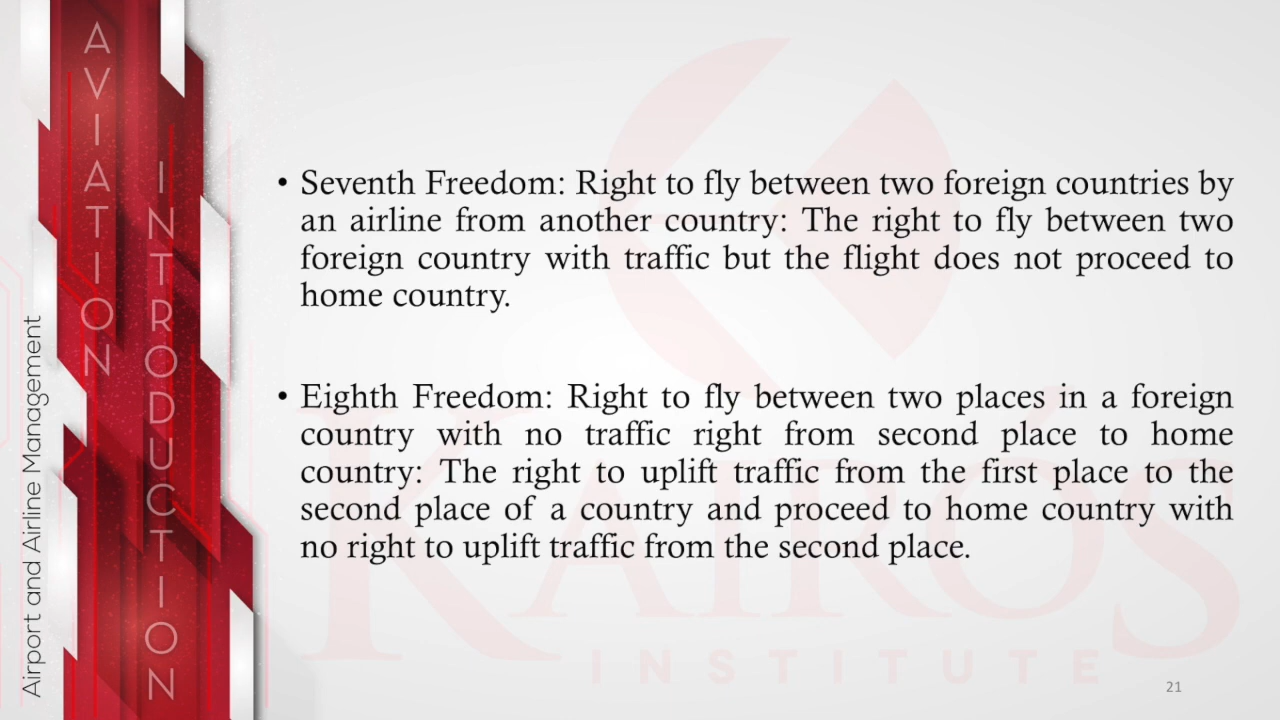 AVIATION
INTRODUCTION
Airport and Airline Management
• Seventh Freedom: Right to fly between two foreign countries by
an airline from another country: The right to fly between two
foreign country with traffic but the flight does not proceed to
home country.
• Eighth Freedom: Right to fly between two places in a foreign
country with no traffic right from second place to home
country: The right to uplift traffic from the first place to the
second place of a country and proceed to home country with
no right to uplift traffic from the second place.
KAIRÓS
INSTITUTE
21